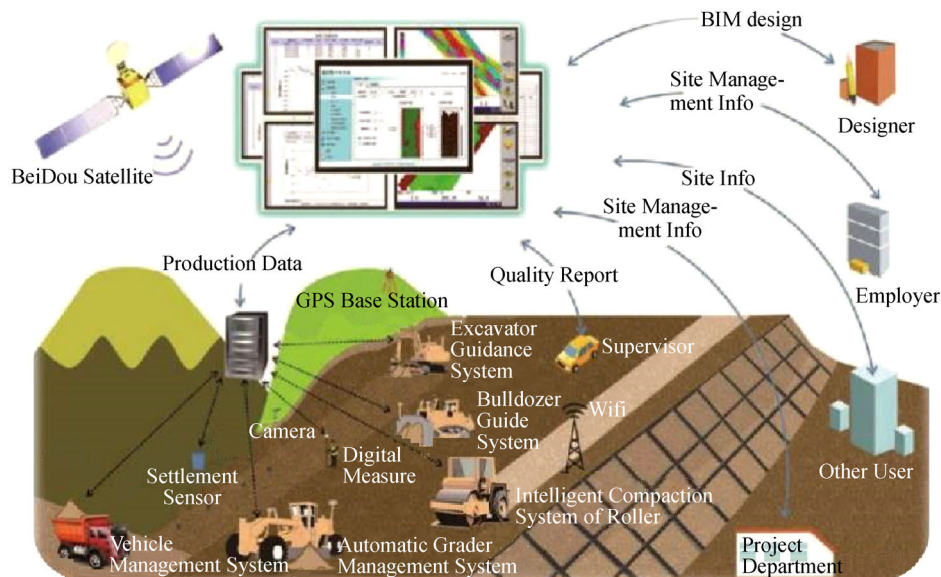 BIM design
Site Manage-
ment Info
Designer
BeiDou Satellite
Site Info
Site Manage-
ment Info
Production Data
Quality Report
Employer
GPS Base Station
Excavator
Guidance
System
Supervisor
Bulldozer
Guide
System
Wifi
Camera
Digital
Measure
Settlement
Sensor
Other User
Intelligent Compaction
System of Roller
Vehicle
Management System
Automatic Grader
Management System
Project
Department